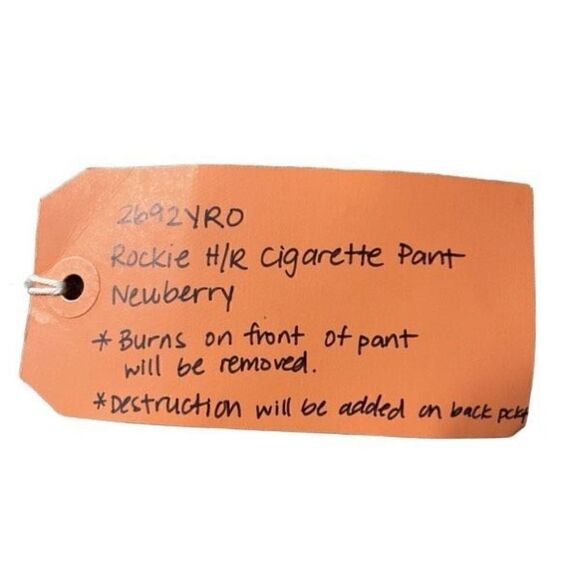 2692YRO
Rockie H/R Cigarette Pant
Newberry
* Burns on front of pant
will be removed.
* Destruction will be added on back pckt